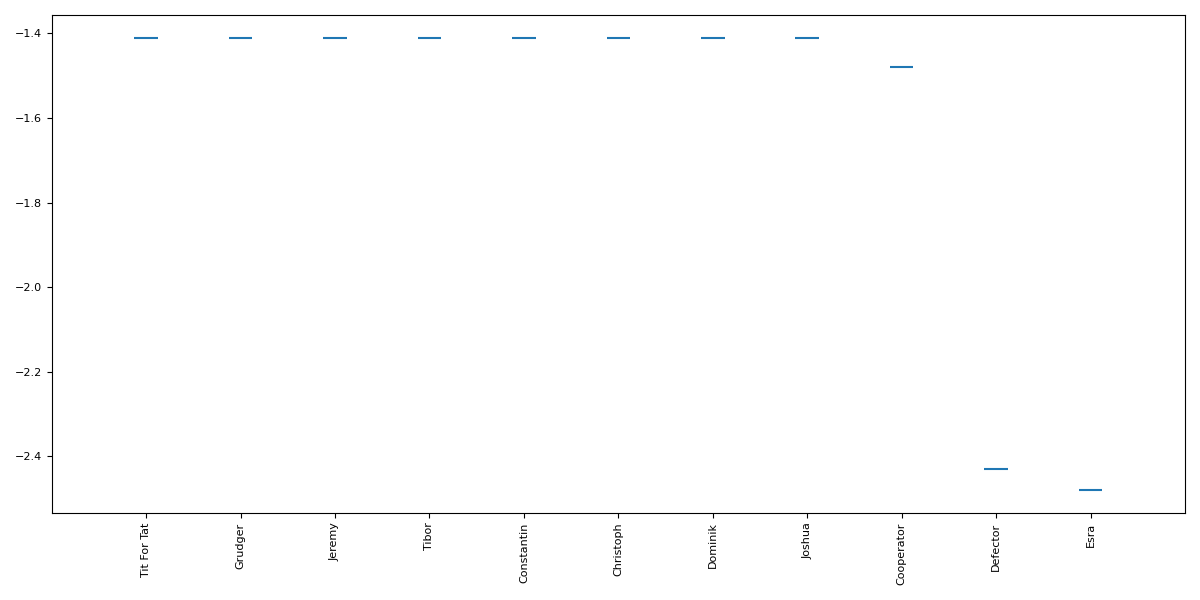 −1.4
−1.6
−1.8
−2.0
−2.2
−2.4
Tit For Tat
Grudger
Jeremy
Tibor
Constantin
Christoph
Dominik
Joshua
Cooperator
Defector
Esra